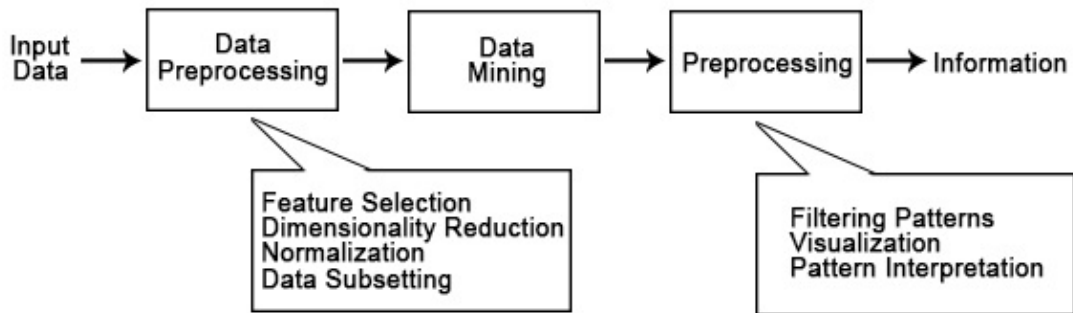 Input
Data
Data
Preprocessing
Data
Mining
Preprocessing
Information
Feature Selection
Dimensionality Reduction
Normalization
Data Subsetting
Filtering Patterns
Visualization
Pattern Interpretation